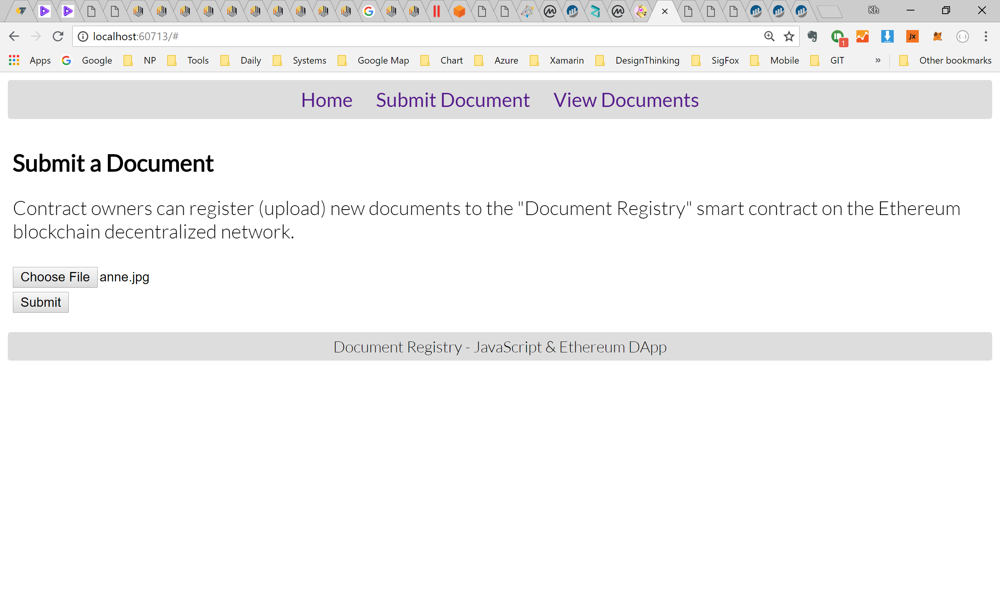 Kh
localhost:60713/#
1
Jx
Apps Google NP Tools Daily Systems Google Map Chart Azure Xamarin DesignThinking SigFox Mobile GIT » Other bookmarks
Home Submit Document View Documents
Submit a Document
Contract owners can register (upload) new documents to the "Document Registry" smart contract on the Ethereum
blockchain decentralized network.
Choose File anne.jpg
Submit
Document Registry - JavaScript & Ethereum DApp